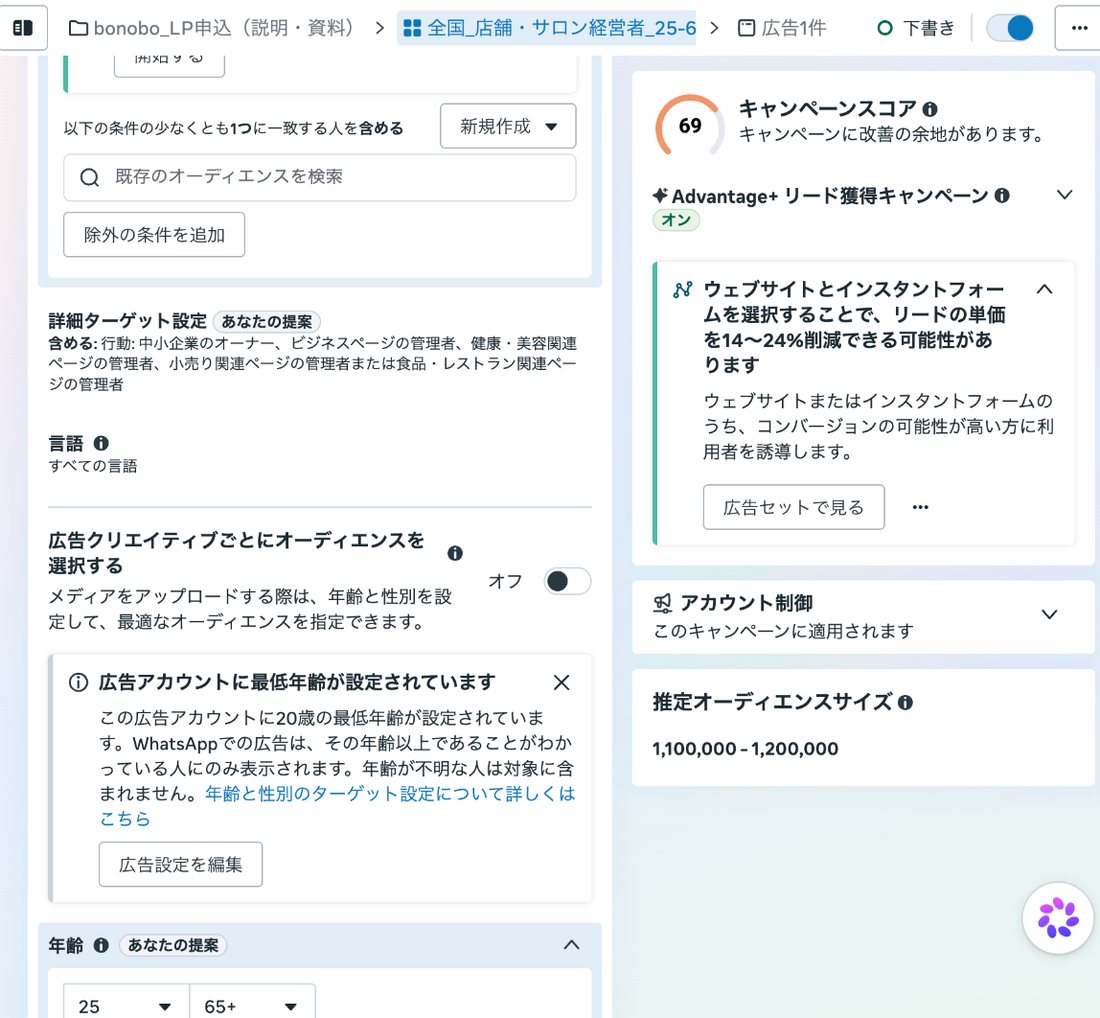 bonobo_LP申込（説明・資料） > 全国_店舗・サロン経営者_25-6 > 広告1件
下書き
開始する
以下の条件の少なくとも1つに一致する人を含める
新規作成
既存のオーディエンスを検索
除外の条件を追加
詳細ターゲット設定 あなたの提案
含める: 行動: 中小企業のオーナー、ビジネスページの管理者、健康・美容関連
ページの管理者、小売り関連ページの管理者または食品・レストラン関連ペー
ジの管理者
言語
すべての言語
広告クリエイティブごとにオーディエンスを
選択する
オフ
メディアをアップロードする際は、年齢と性別を設
定して、最適なオーディエンスを指定できます。
広告アカウントに最低年齢が設定されています
この広告アカウントに20歳の最低年齢が設定されていま
す。WhatsAppでの広告は、その年齢以上であることがわか
っている人にのみ表示されます。年齢が不明な人は対象に含
まれません。年齢と性別のターゲット設定について詳しくは
こちら
広告設定を編集
年齢 あなたの提案
25
65+
69
キャンペーンスコア
キャンペーンに改善の余地があります。
Advantage+ リード獲得キャンペーン
オン
ウェブサイトとインスタントフォー
ムを選択することで、リードの単価
を14〜24%削減できる可能性があ
ります
ウェブサイトまたはインスタントフォームの
うち、コンバージョンの可能性が高い方に利
用者を誘導します。
広告セットで見る
アカウント制御
このキャンペーンに適用されます
推定オーディエンスサイズ
1,100,000 - 1,200,000